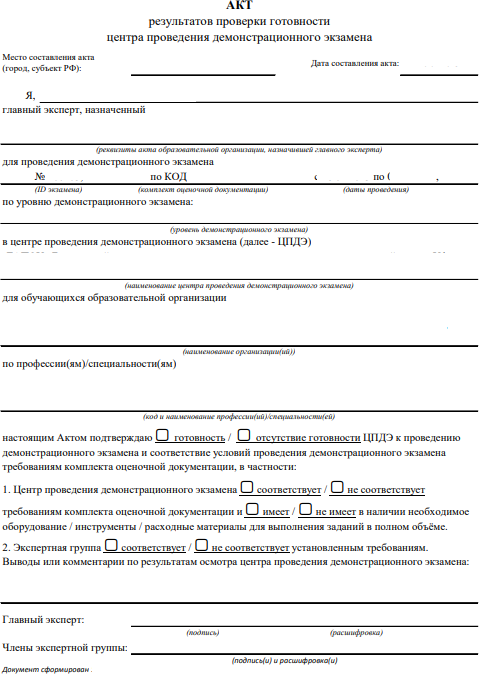 АКТ
результатов проверки готовности
центра проведения демонстрационного экзамена
Место составления акта
(город, субъект РФ):
Дата составления акта:
Я,
главный эксперт, назначенный
(реквизиты акта образовательной организации, назначившей главного эксперта)
для проведения демонстрационного экзамена
№ по КОД с по ,
(ID экзамена) (комплект оценочной документации) (даты проведения)
по уровню демонстрационного экзамена:
(уровень демонстрационного экзамена)
в центре проведения демонстрационного экзамена (далее - ЦПДЭ)
(наименование центра проведения демонстрационного экзамена)
для обучающихся образовательной организации
(наименование организации(ий))
по профессии(ям)/специальности(ям)
(код и наименование профессии(ий)/специальности(ей)
настоящим Актом подтверждаю готовность / отсутствие готовности ЦПДЭ к проведению
демонстрационного экзамена и соответствие условий проведения демонстрационного экзамена
требованиям комплекта оценочной документации, в частности:
1. Центр проведения демонстрационного экзамена соответствует / не соответствует
требованиям комплекта оценочной документации и имеет / не имеет в наличии необходимое
оборудование / инструменты / расходные материалы для выполнения заданий в полном объёме.
2. Экспертная группа соответствует / не соответствует установленным требованиям.
Выводы или комментарии по результатам осмотра центра проведения демонстрационного экзамена:
Главный эксперт:
(подпись) (расшифровка)
Члены экспертной группы:
(подпись(и) и расшифровка(и)
Документ сформирован .